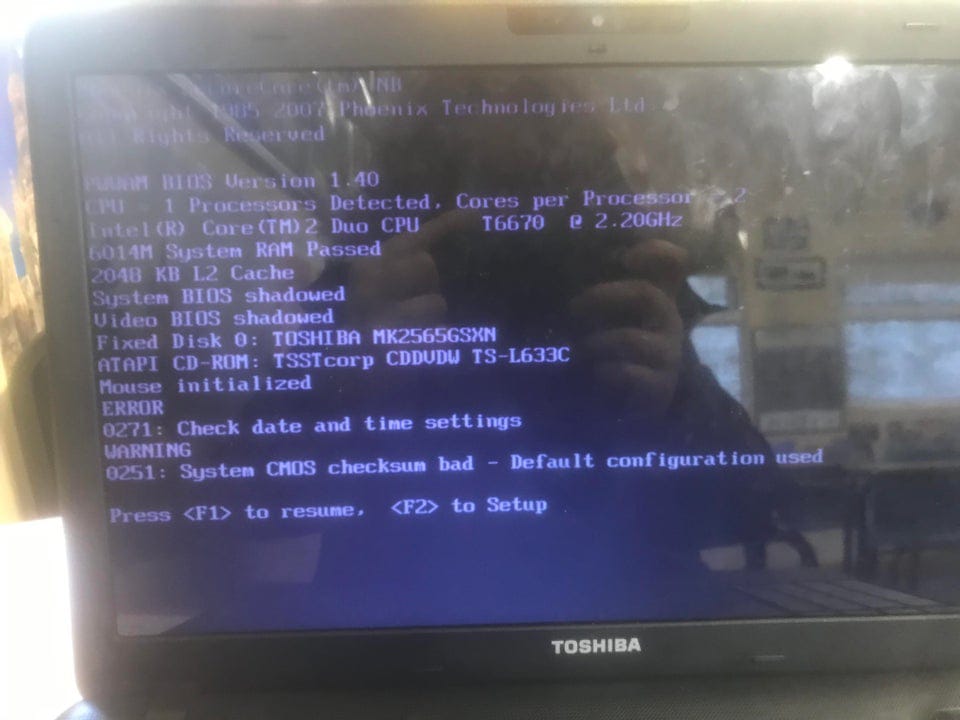 CoreCore(tm) NB
Copyright 1985-2007 Phoenix Technologies Ltd.
All Rights Reserved
BIOS Version 1.40
CPU = 1 Processors Detected, Cores per Processor = 2
Intel(R) Core(TM)2 Duo CPU T6670 @ 2.20GHz
6014M System RAM Passed
2048 KB L2 Cache
System BIOS shadowed
Video BIOS shadowed
Fixed Disk 0: TOSHIBA MK2565GSXN
ATAPI CD-ROM: TSSTcorp CDDVDW TS-L633C
Mouse initialized
ERROR
0271: Check date and time settings
WARNING
0251: System CMOS checksum bad - Default configuration used
Press <F1> to resume, <F2> to Setup
TOSHIBA